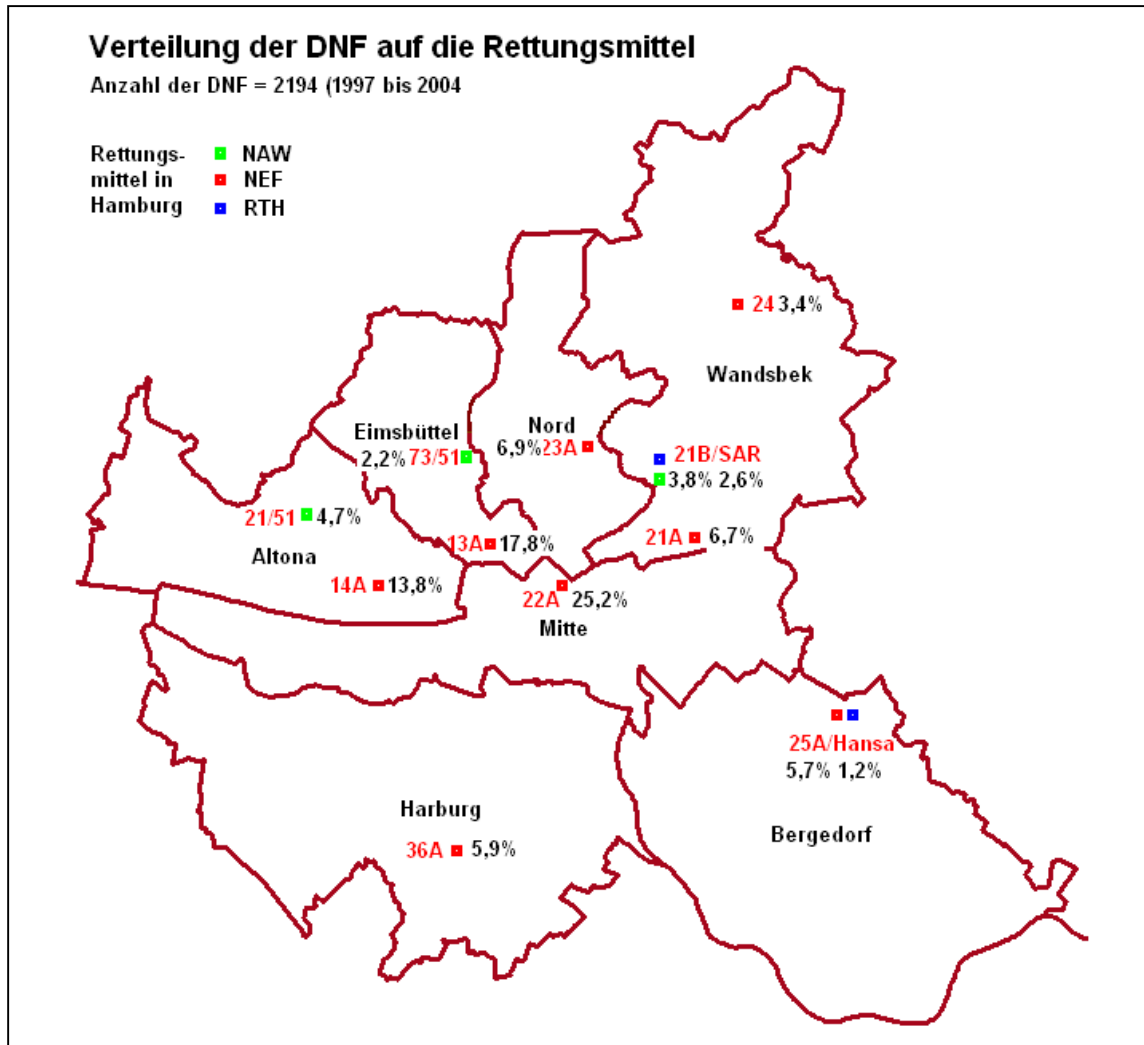 Verteilung der DNF auf die Rettungsmittel
Anzahl der DNF = 2194 (1997 bis 2004
Rettungs-
mittel in
Hamburg
NAW
NEF
RTH
24 3,4%
Wandsbek
Nord
6,9% 23A
Eimsbüttel
2,2% 73/51
21B/SAR
3,8% 2,6%
21/51 4,7%
Altona
13A 17,8%
21A 6,7%
14A 13,8%
22A 25,2%
Mitte
25A/Hansa
5,7% 1,2%
Harburg
36A 5,9%
Bergedorf